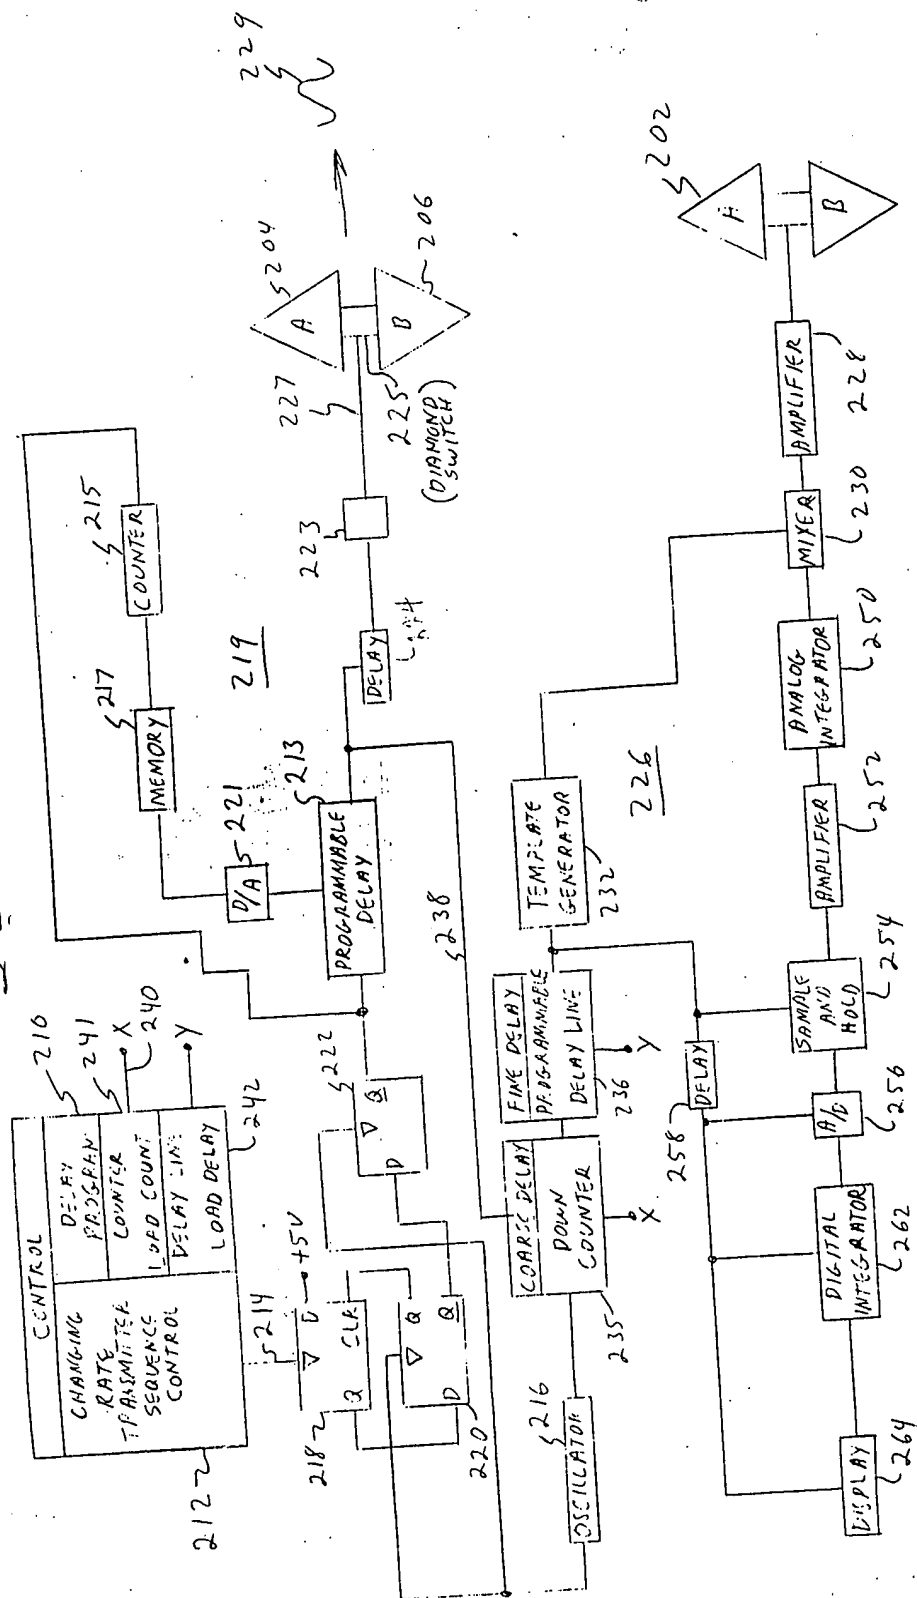 CONTROL
CHANGING
RATE
TRANSMITTER
SEQUENCE
CONTROL
DELAY
PROGRAM
COUNTER
LOAD COUNT
DELAY LINE
LOAD DELAY
210
241
X
240
Y
242
212
214
D
+5V
Q
CLR
218
Q
D
Q
220
222
Q
D
215
COUNTER
217
MEMORY
219
D/A
221
213
PROGRAMMABLE
DELAY
DELAY
223
227
225
(DIAMOND
SWITCH)
A
204
B
206
229
238
216
OSCILLATOR
COARSE DELAY
DOWN
COUNTER
235
X
FINE DELAY
PROGRAMMABLE
DELAY LINE
236
Y
TEMPLATE
GENERATOR
232
226
A
202
B
AMPLIFIER
228
MIXER
230
ANALOG
INTEGRATOR
250
AMPLIFIER
252
SAMPLE
AND
HOLD
254
DELAY
258
A/D
256
DIGITAL
INTEGRATOR
262
DISPLAY
264